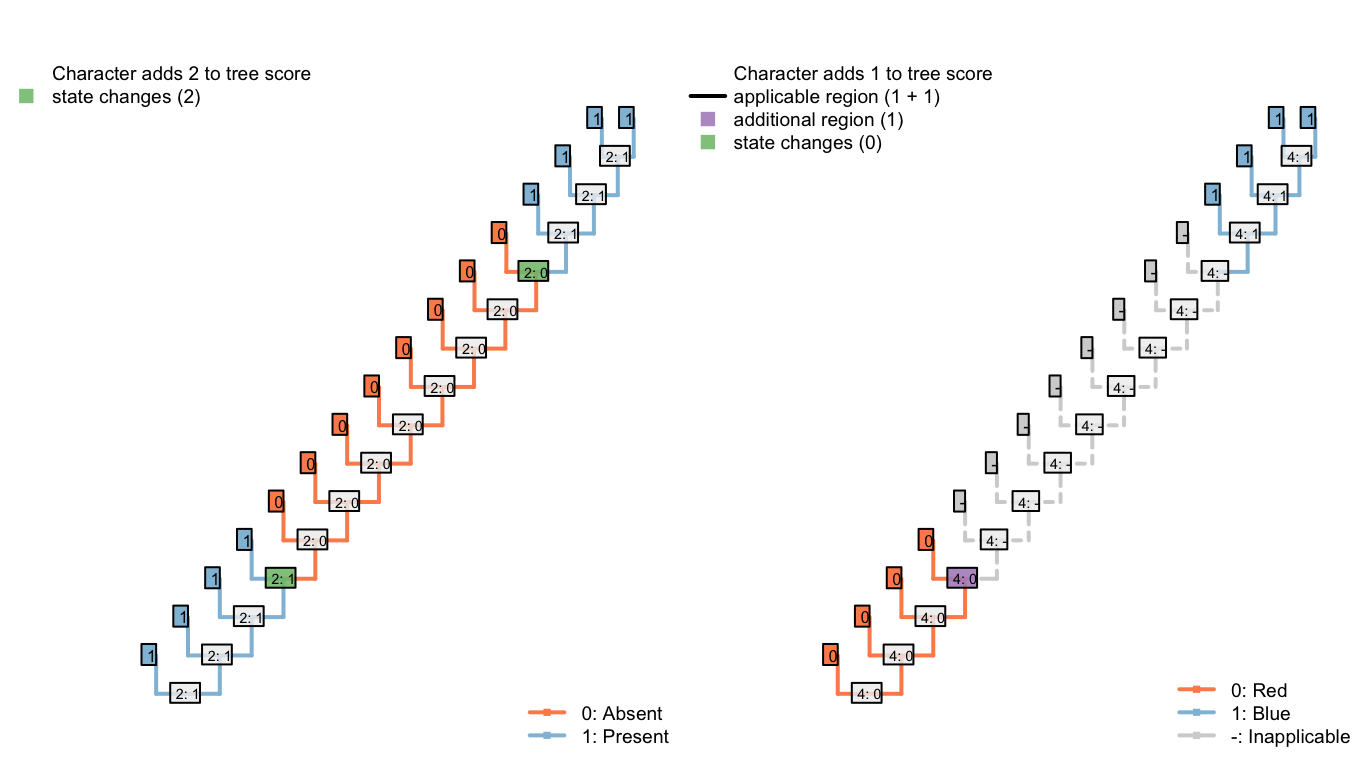 Character adds 2 to tree score
state changes (2)
1 1
1 2: 1
1 2: 1
0 2: 1
0 2: 0
0 2: 0
0 2: 0
0 2: 0
0 2: 0
0 2: 0
0 2: 0
1 2: 0
1 2: 1
1 2: 1
1 2: 1
2: 1
0: Absent
1: Present
Character adds 1 to tree score
applicable region (1 + 1)
additional region (1)
state changes (0)
1 1
1 4: 1
1 4: 1
- 4: 1
- 4: -
- 4: -
- 4: -
- 4: -
- 4: -
- 4: -
- 4: -
0 4: -
0 4: 0
0 4: 0
0 4: 0
4: 0
0: Red
1: Blue
-: Inapplicable